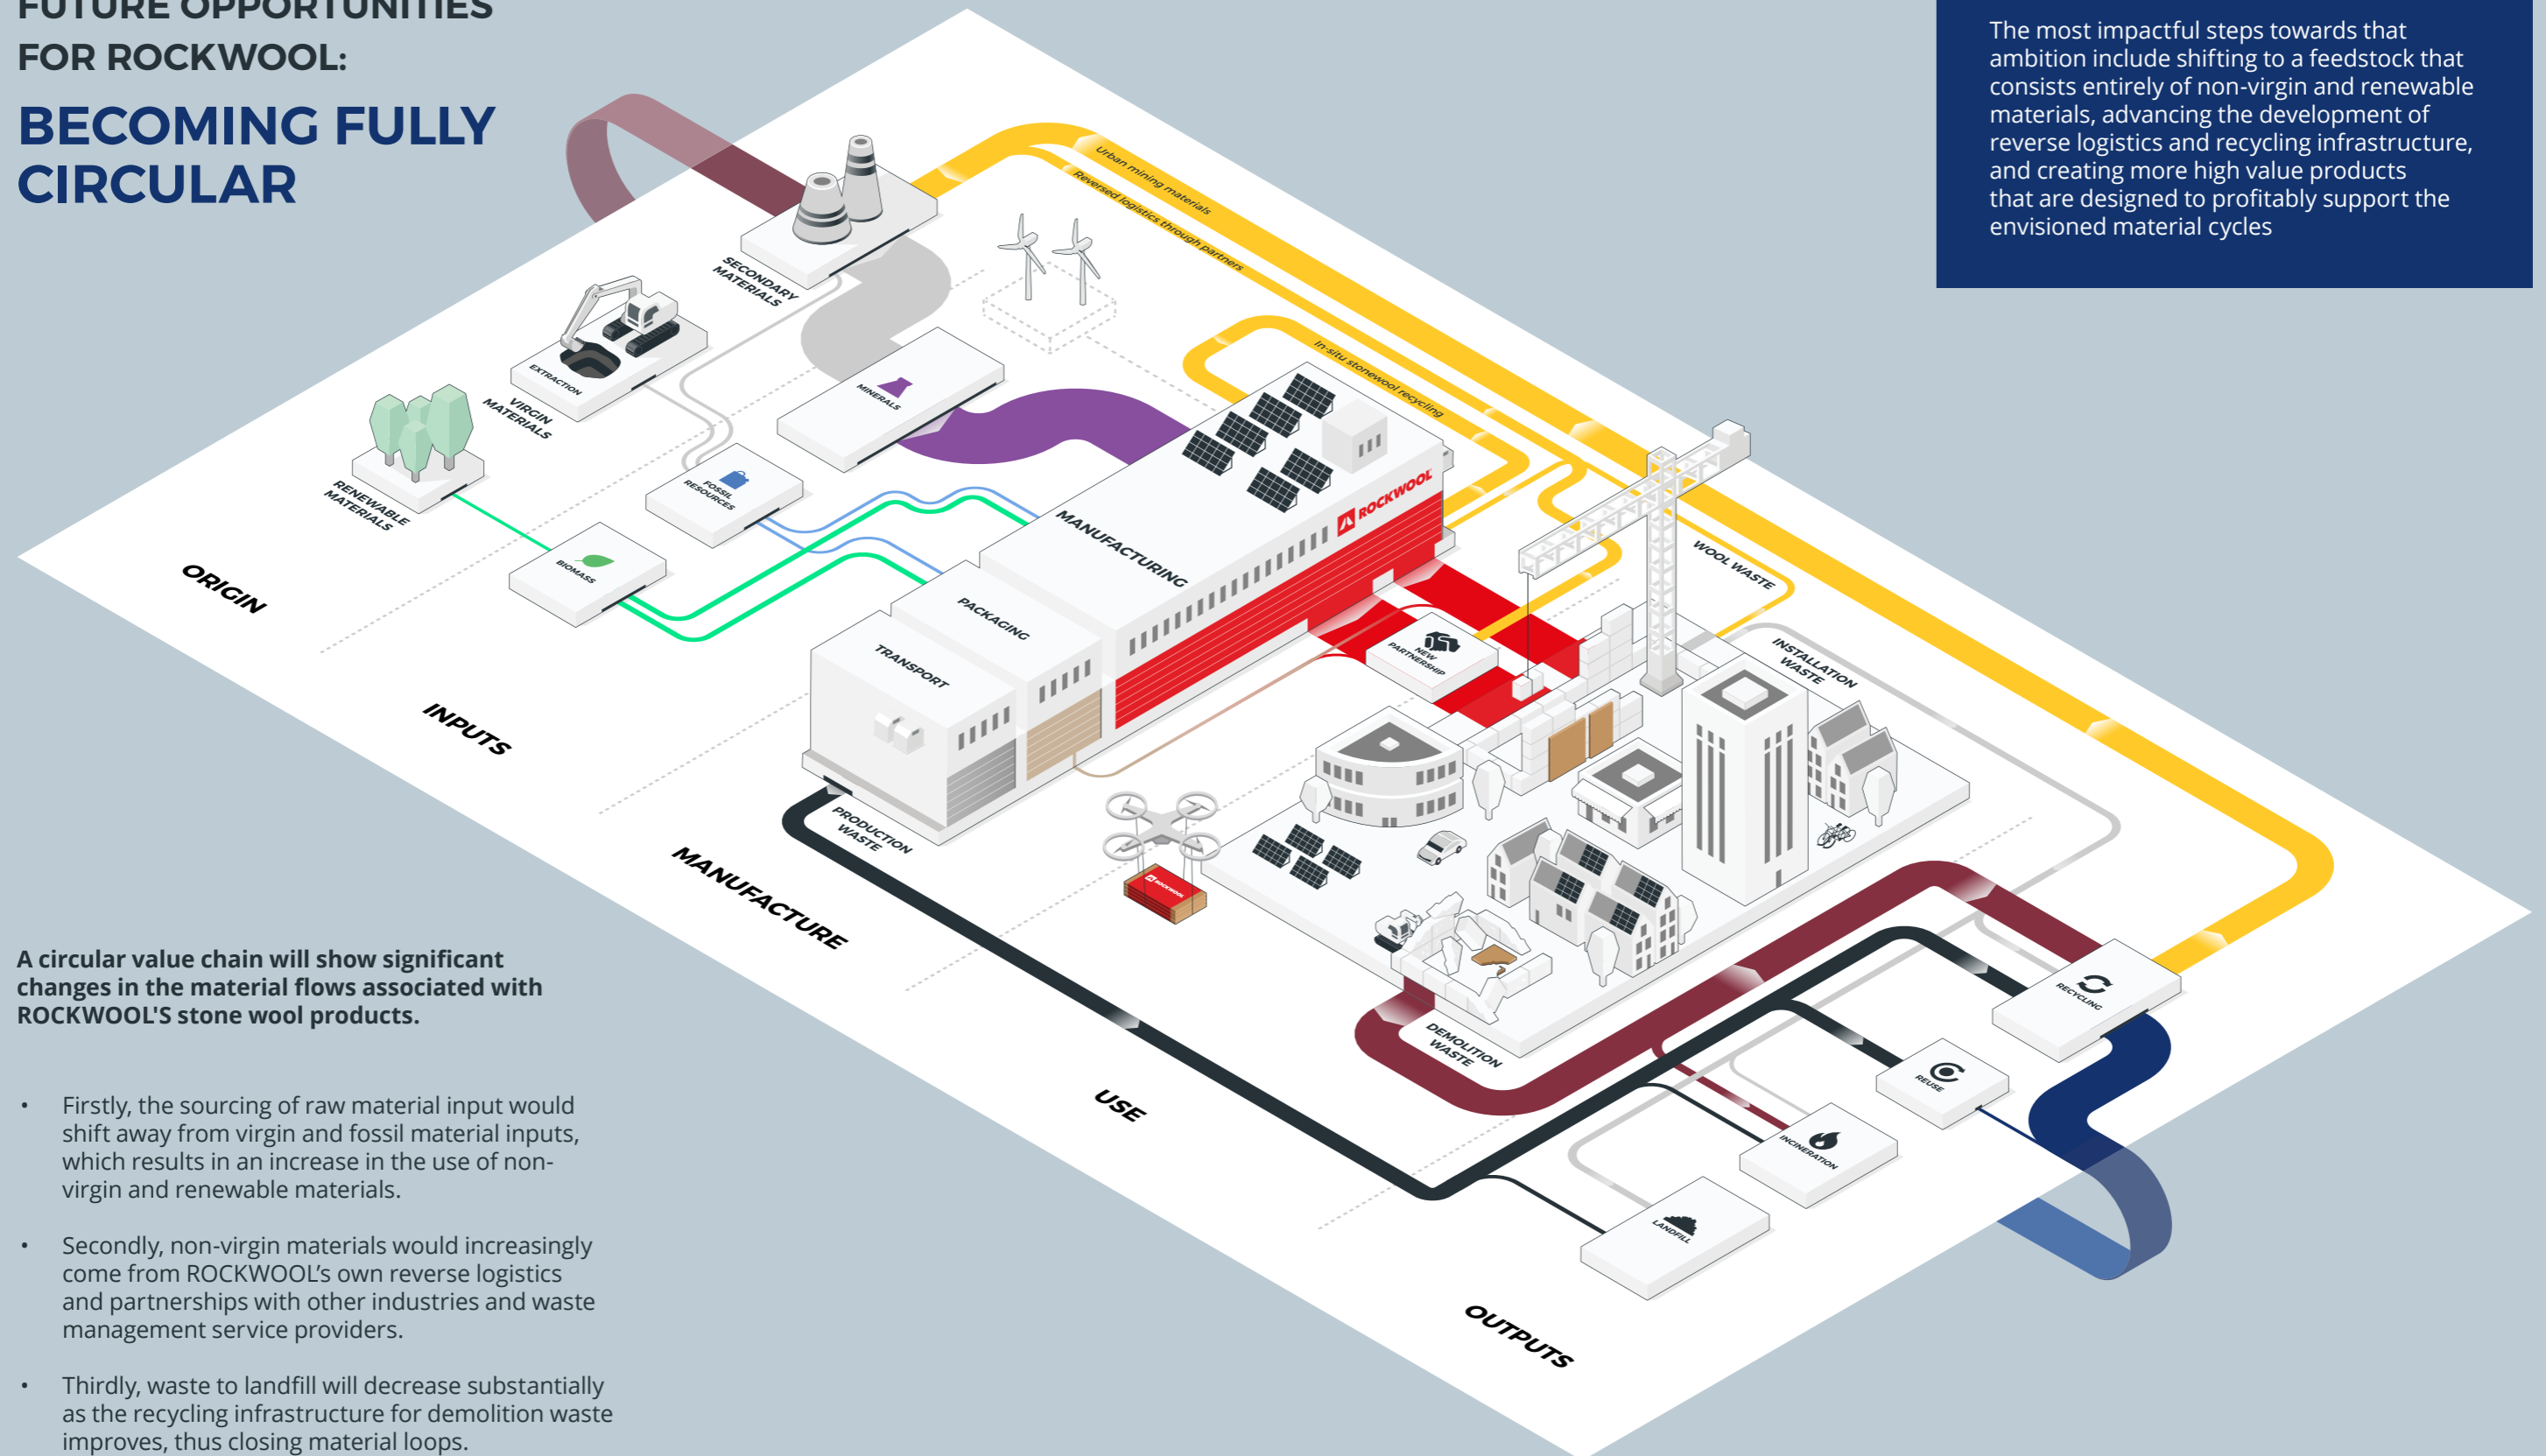 FUTURE OPPORTUNITIES
FOR ROCKWOOL:
BECOMING FULLY
CIRCULAR
The most impactful steps towards that
ambition include shifting to a feedstock that
consists entirely of non-virgin and renewable
materials, advancing the development of
reverse logistics and recycling infrastructure,
and creating more high value products
that are designed to profitably support the
envisioned material cycles
Urban mining materials
Reversed logistics through partners
In-situ stonewool recycling
SECONDARY
MATERIALS
EXTRACTION
VIRGIN
MATERIALS
RENEWABLE
MATERIALS
MINERALS
FOSSIL
RESOURCES
BIOMASS
ORIGIN
INPUTS
MANUFACTURE
USE
OUTPUTS
MANUFACTURING
ROCKWOOL
PACKAGING
TRANSPORT
NEW
PARTNERSHIP
WOOL WASTE
INSTALLATION
WASTE
PRODUCTION
WASTE
ROCKWOOL
DEMOLITION
WASTE
RECYCLING
REUSE
INCINERATION
LANDFILL
A circular value chain will show significant
changes in the material flows associated with
ROCKWOOL'S stone wool products.
• Firstly, the sourcing of raw material input would
shift away from virgin and fossil material inputs,
which results in an increase in the use of non-
virgin and renewable materials.
• Secondly, non-virgin materials would increasingly
come from ROCKWOOL’s own reverse logistics
and partnerships with other industries and waste
management service providers.
• Thirdly, waste to landfill will decrease substantially
as the recycling infrastructure for demolition waste
improves, thus closing material loops.